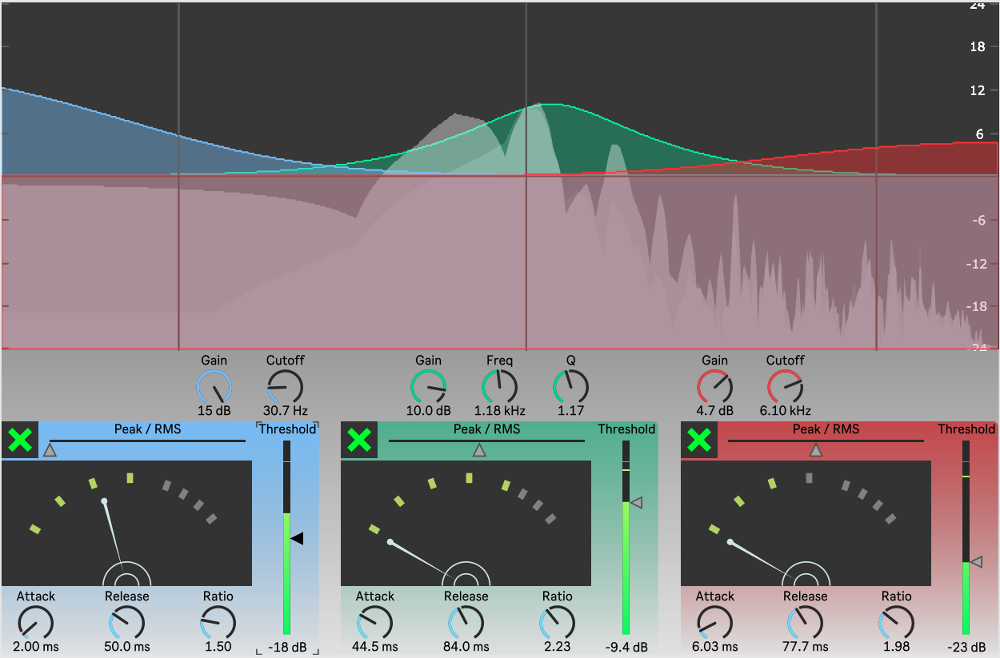 24
18
12
6
-6
-12
-18
-24
Gain Cutoff Gain Freq Q Gain Cutoff
15 dB 30.7 Hz 10.0 dB 1.18 kHz 1.17 4.7 dB 6.10 kHz
Peak / RMS Threshold Peak / RMS Threshold Peak / RMS Threshold
Attack Release Ratio Attack Release Ratio Attack Release Ratio
2.00 ms 50.0 ms 1.50 -18 dB 44.5 ms 84.0 ms 2.23 -9.4 dB 6.03 ms 77.7 ms 1.98 -23 dB